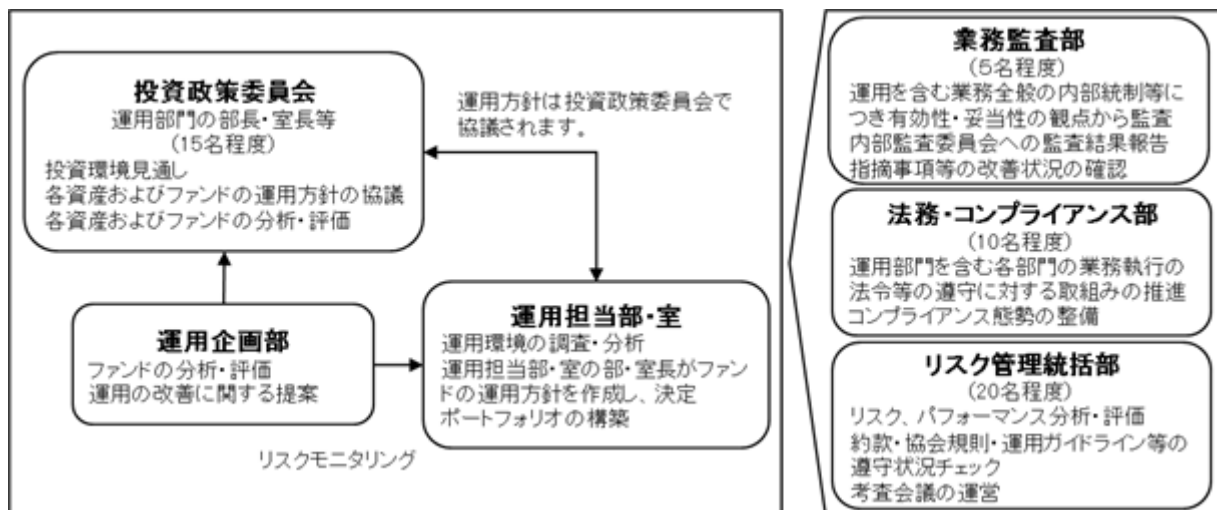 投資政策委員会
運用部門の部長・室長等
(15名程度)
投資環境見通し
各資産およびファンドの運用方針の協議
各資産およびファンドの分析・評価
運用方針は投資政策委員会で
協議されます。
運用企画部
ファンドの分析・評価
運用の改善に関する提案
運用担当部・室
運用環境の調査・分析
運用担当部・室の部・室長がファン
ドの運用方針を作成し、決定
ポートフォリオの構築
リスクモニタリング
業務監査部
(5名程度)
運用を含む業務全般の内部統制等に
つき有効性・妥当性の観点から監査
内部監査委員会への監査結果報告
指摘事項等の改善状況の確認
法務・コンプライアンス部
(10名程度)
運用部門を含む各部門の業務執行の
法令等の遵守に対する取組みの推進
コンプライアンス態勢の整備
リスク管理統括部
(20名程度)
リスク、パフォーマンス分析・評価
約款・協会規則・運用ガイドライン等の
遵守状況チェック
考査会議の運営